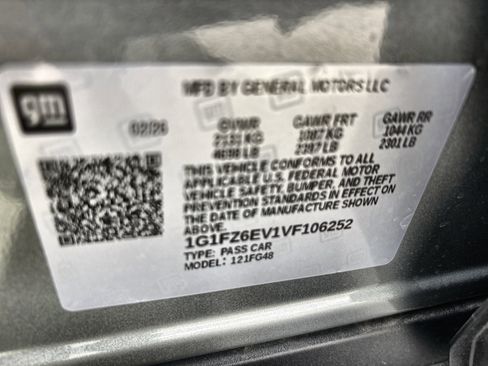 gm
MFD BY GENERAL MOTORS LLC
02/26 GVWR GAWR FRT GAWR RR
2131 KG 1087 KG 1044 KG
4698 LB 2397 LB 2301 LB
THIS VEHICLE CONFORMS TO ALL
APPLICABLE U.S. FEDERAL MOTOR
VEHICLE SAFETY, BUMPER, AND THEFT
PREVENTION STANDARDS IN EFFECT ON
THE DATE OF MANUFACTURE SHOWN
ABOVE.
1G1FZ6EV1VF106252
TYPE: PASS CAR
MODEL: 121FG48